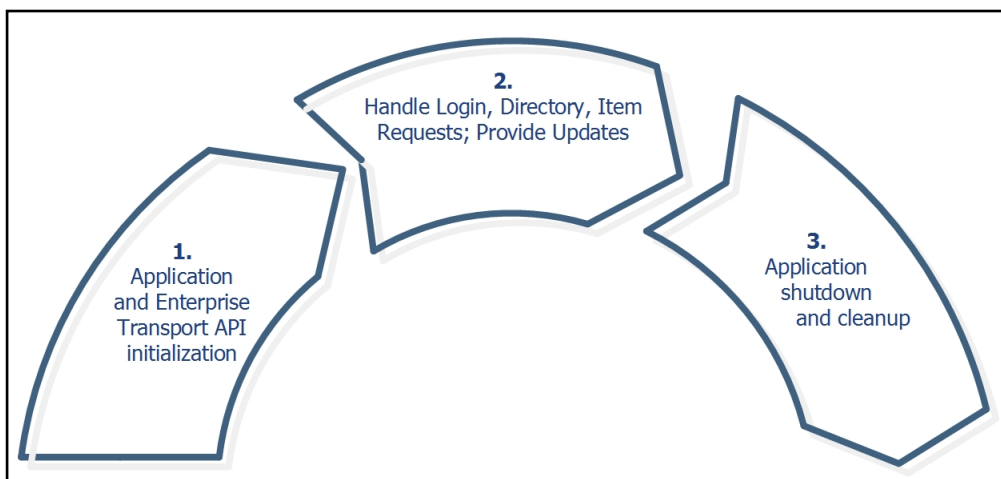 1.
Application
and Enterprise
Transport API
initialization
2.
Handle Login, Directory, Item
Requests; Provide Updates
3.
Application
shutdown
and cleanup